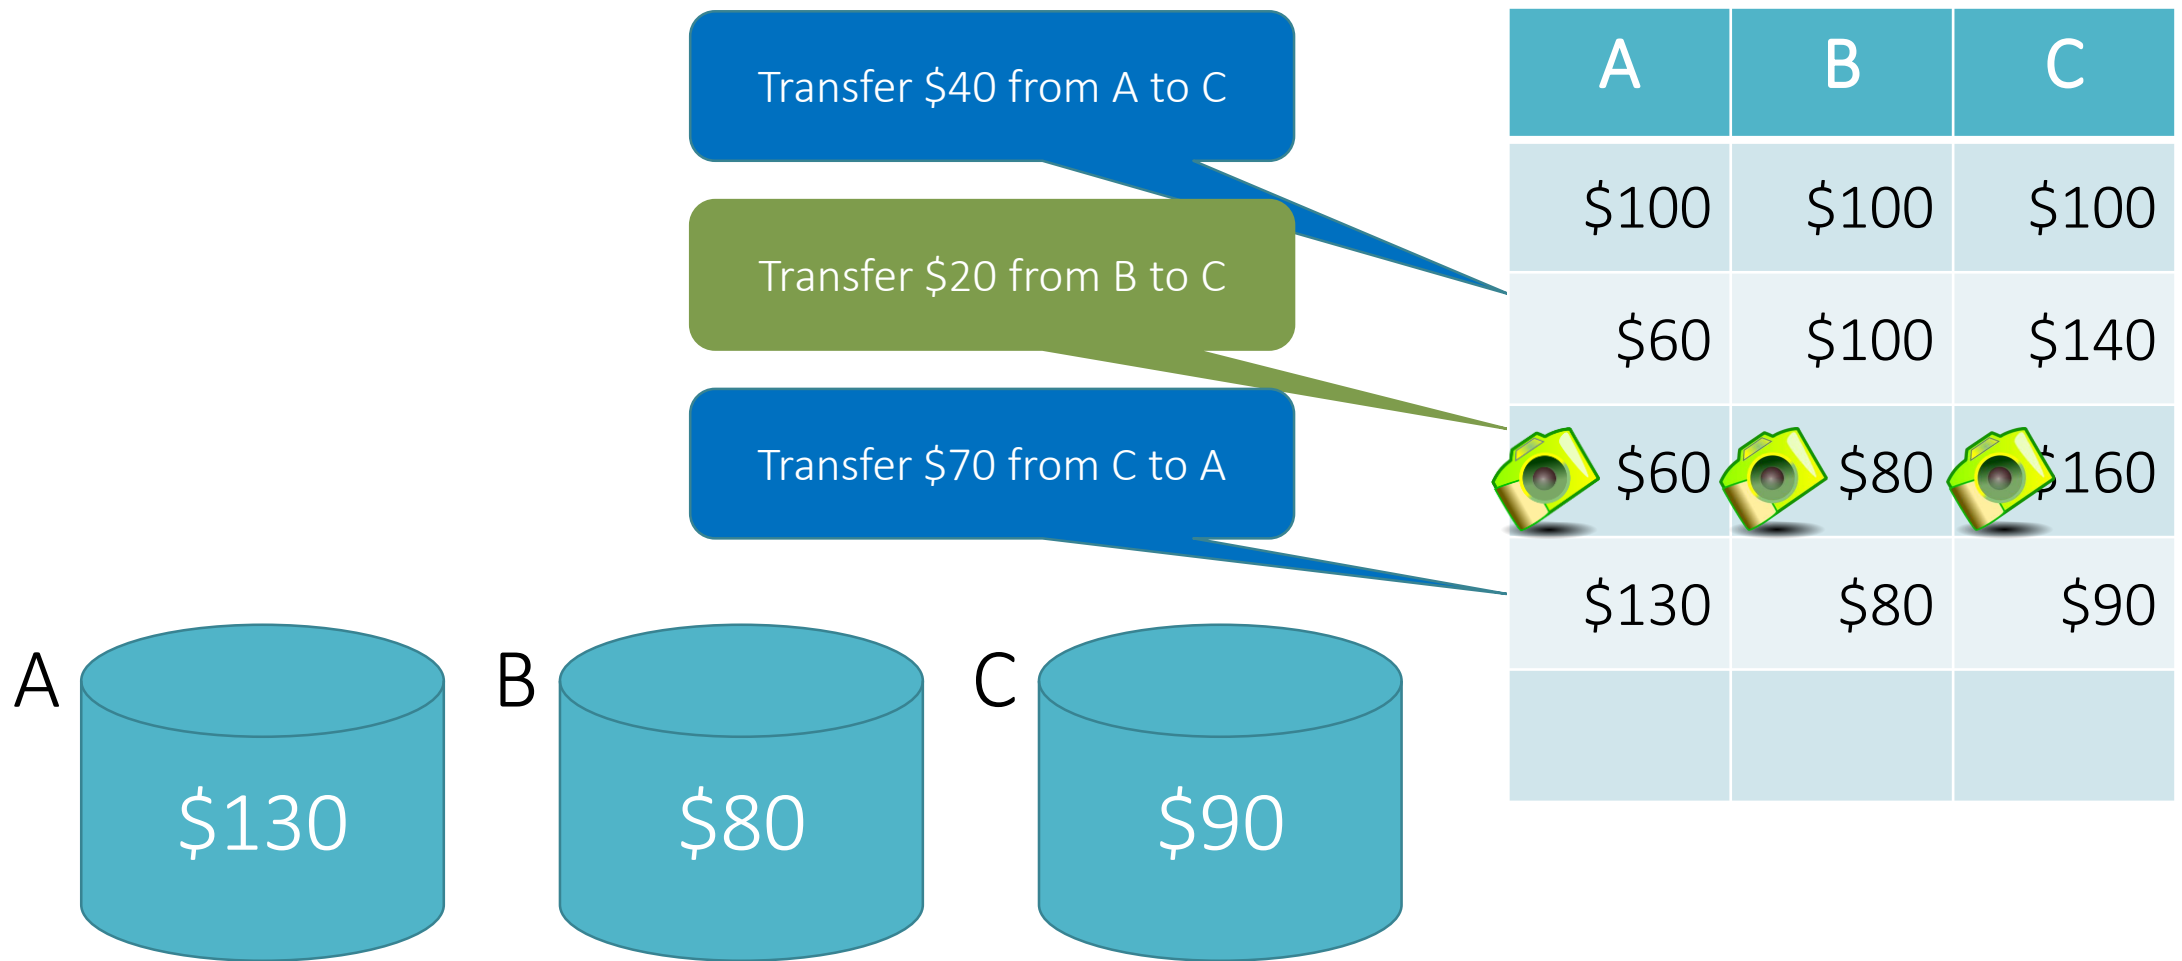 Transfer $40 from A to C
Transfer $20 from B to C
Transfer $70 from C to A
A B C
$100 $100 $100
$60 $100 $140
$60 $80 $160
$130 $80 $90
A B C
$130 $80 $90